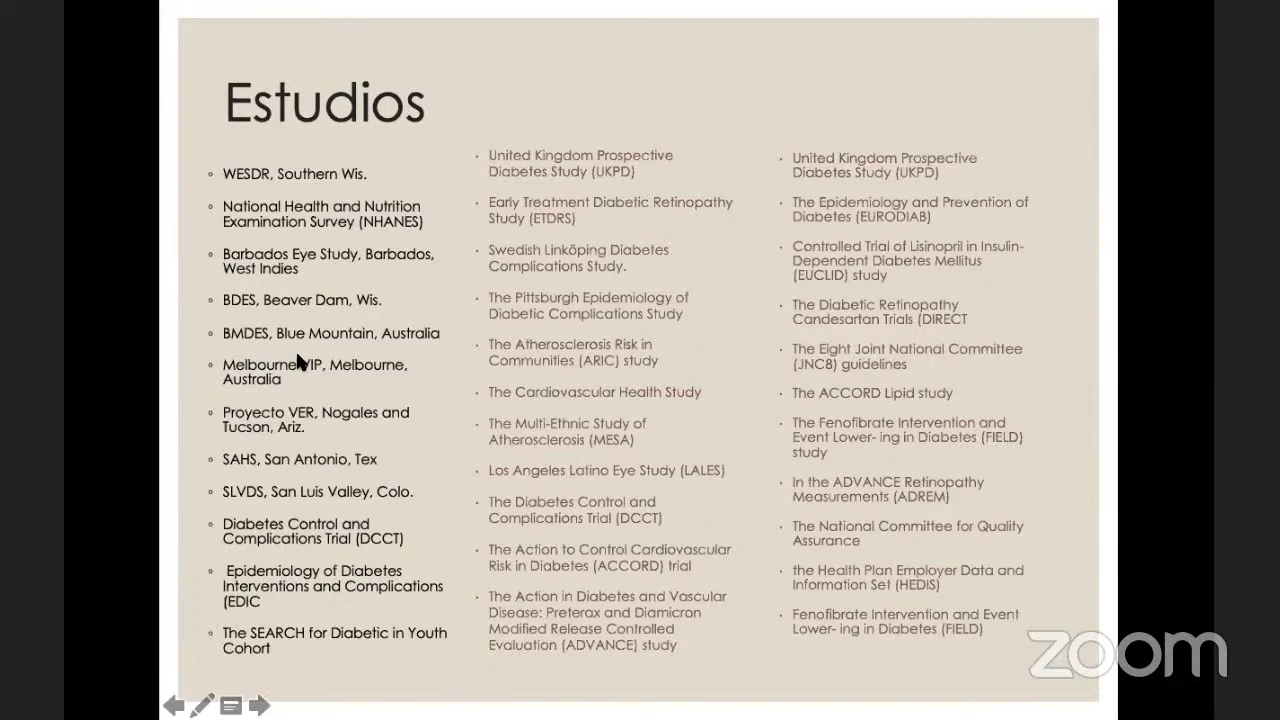 Estudios
WESDR, Southern Wis.
National Health and Nutrition
Examination Survey (NHANES)
Barbados Eye Study, Barbados,
West Indies
BDES, Beaver Dam, Wis.
BMDES, Blue Mountain, Australia
Melbourne VIP, Melbourne,
Australia
Proyecto VER, Nogales and
Tucson, Ariz.
SAHS, San Antonio, Tex
SLVDS, San Luis Valley, Colo.
Diabetes Control and
Complications Trial (DCCT)
Epidemiology of Diabetes
Interventions and Complications
(EDIC
The SEARCH for Diabetic in Youth
Cohort
United Kingdom Prospective
Diabetes Study (UKPD)
Early Treatment Diabetic Retinopathy
Study (ETDRS)
Swedish Linköping Diabetes
Complications Study.
The Pittsburgh Epidemiology of
Diabetic Complications Study
The Atherosclerosis Risk in
Communities (ARIC) study
The Cardiovascular Health Study
The Multi-Ethnic Study of
Atherosclerosis (MESA)
Los Angeles Latino Eye Study (LALES)
The Diabetes Control and
Complications Trial (DCCT)
The Action to Control Cardiovascular
Risk in Diabetes (ACCORD) trial
The Action in Diabetes and Vascular
Disease: Preterax and Diamicron
Modified Release Controlled
Evaluation (ADVANCE) study
United Kingdom Prospective
Diabetes Study (UKPD)
The Epidemiology and Prevention of
Diabetes (EURODIAB)
Controlled Trial of Lisinopril in Insulin-
Dependent Diabetes Mellitus
(EUCLID) study
The Diabetic Retinopathy
Candesartan Trials (DIRECT
The Eight Joint National Committee
(JNC8) guidelines
The ACCORD Lipid study
The Fenofibrate Intervention and
Event Lower- ing in Diabetes (FIELD)
study
In the ADVANCE Retinopathy
Measurements (ADREM)
The National Committee for Quality
Assurance
the Health Plan Employer Data and
Information Set (HEDIS)
Fenofibrate Intervention and Event
Lower- ing in Diabetes (FIELD)
zoom